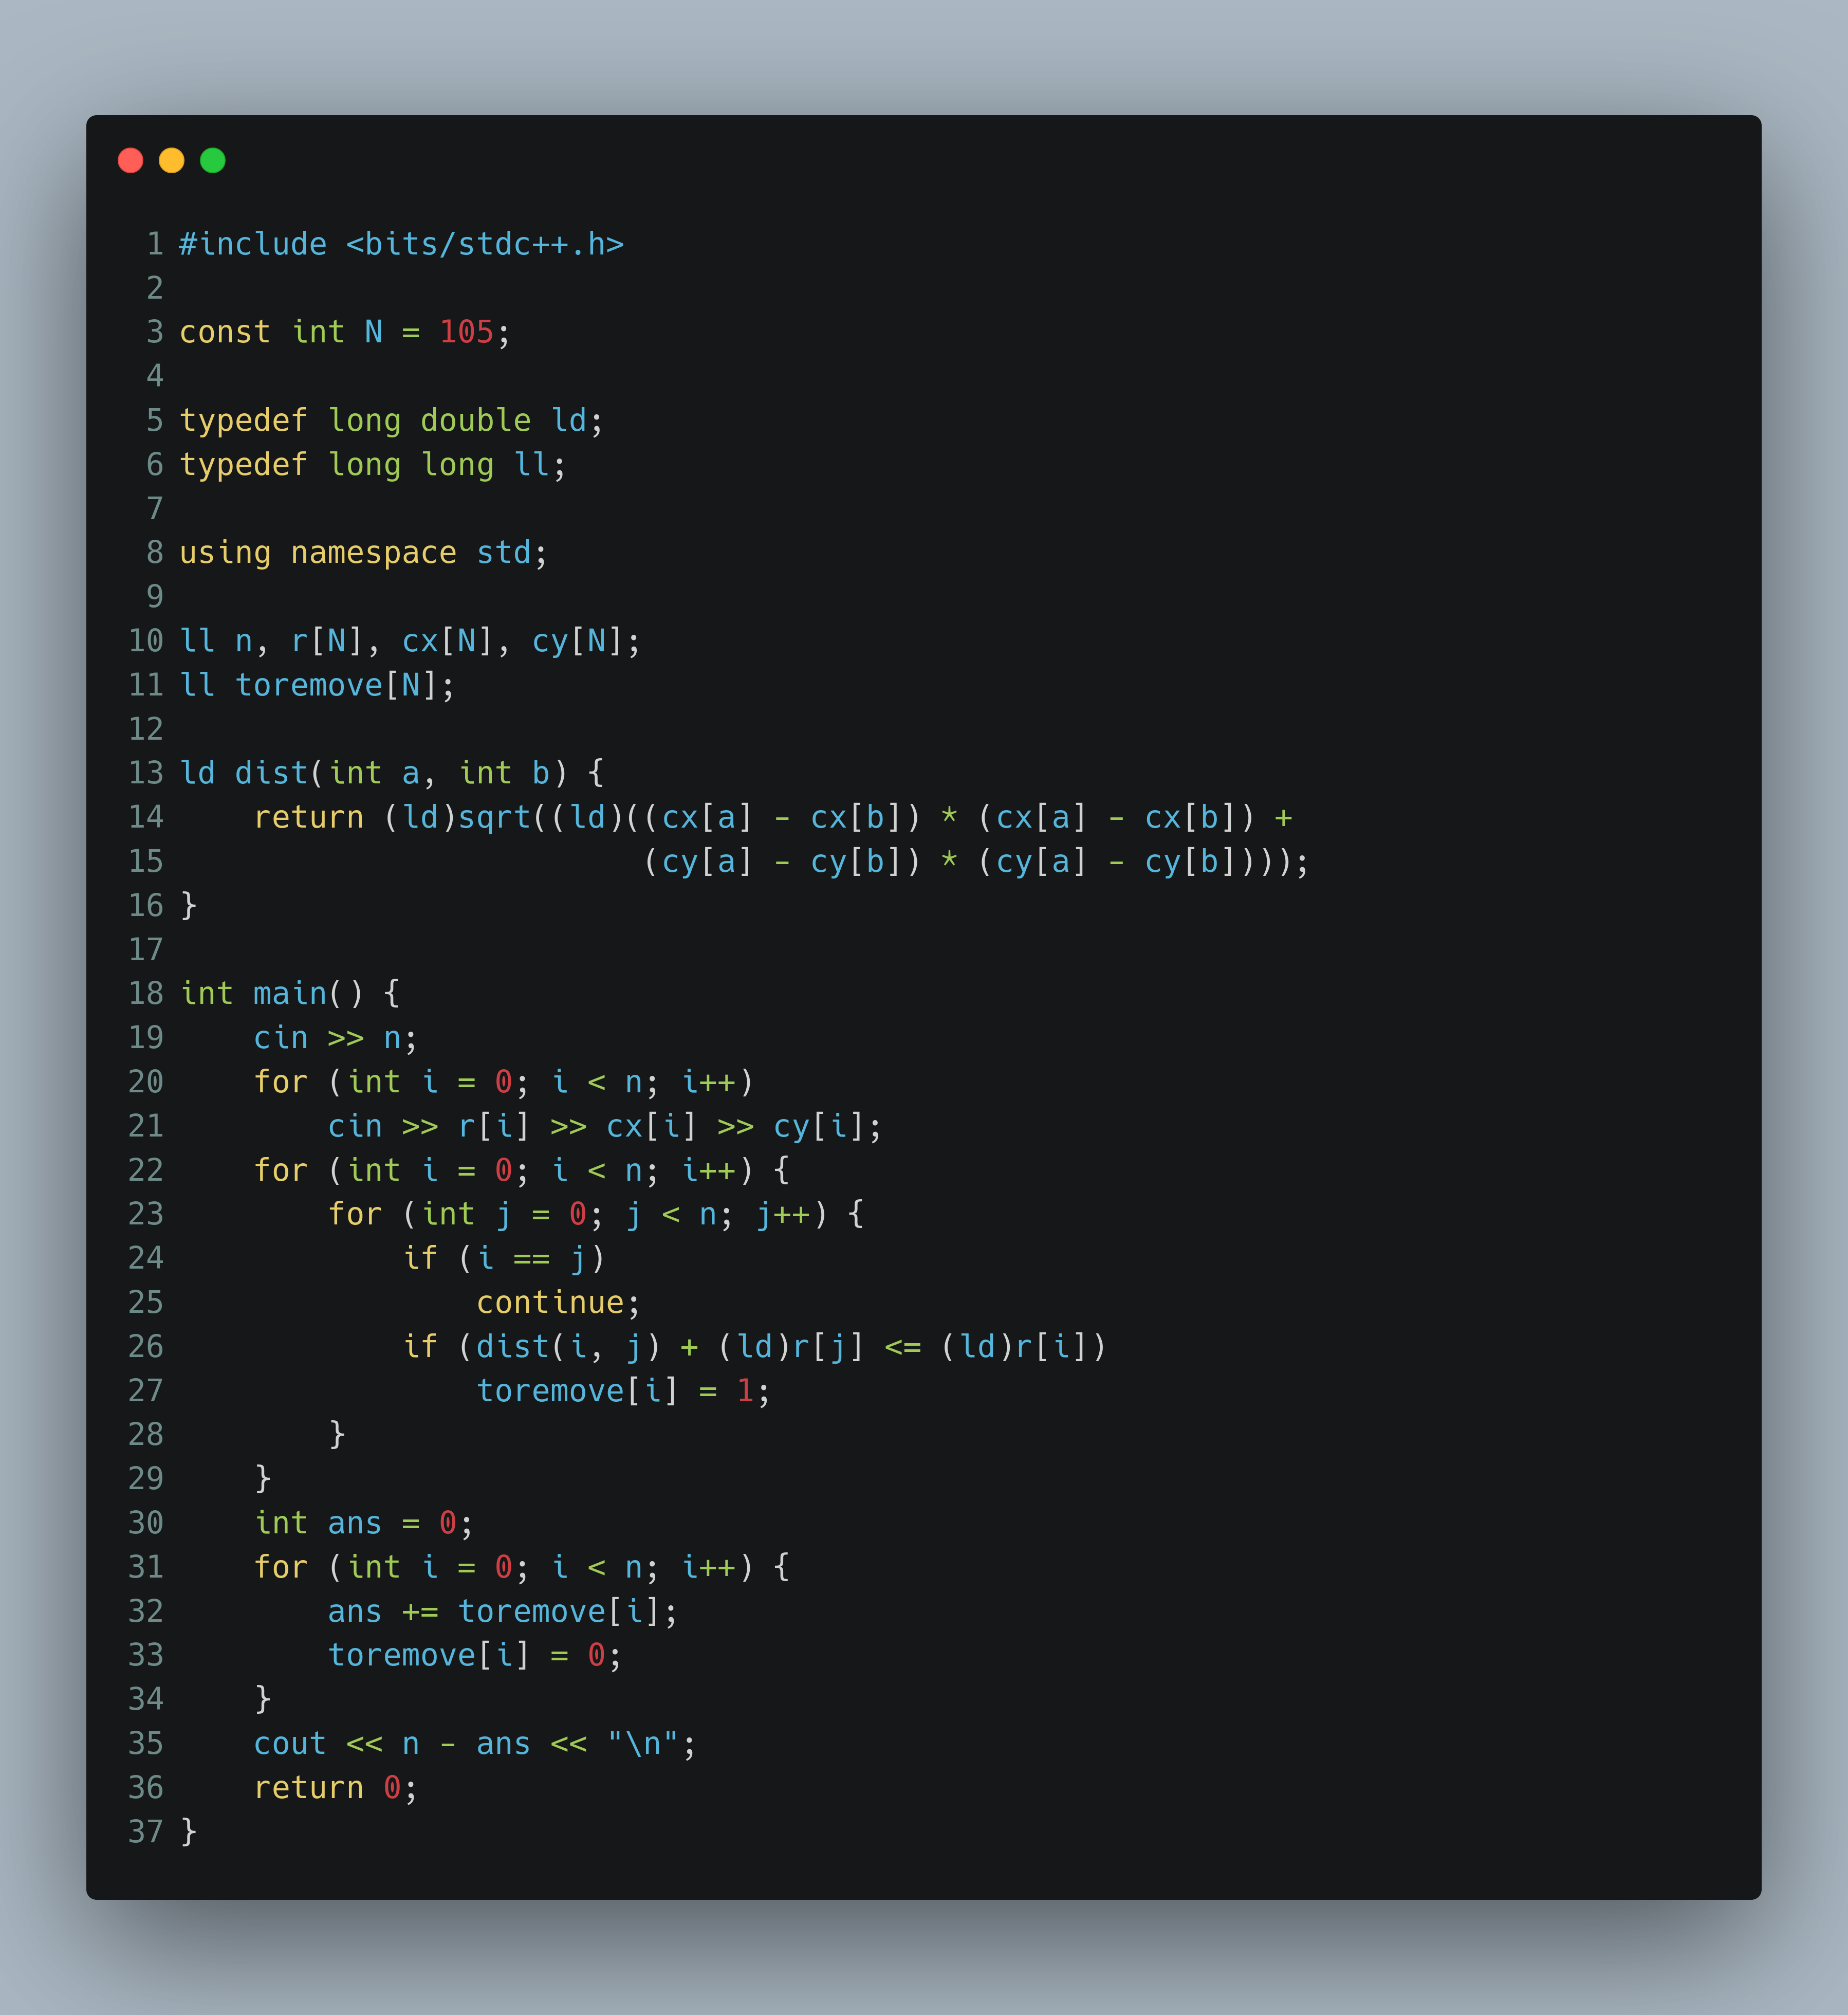 1 #include <bits/stdc++.h>
2
3 const int N = 105;
4
5 typedef long double ld;
6 typedef long long ll;
7
8 using namespace std;
9
10 ll n, r[N], cx[N], cy[N];
11 ll toremove[N];
12
13 ld dist(int a, int b) {
14     return (ld)sqrt((ld)((cx[a] - cx[b]) * (cx[a] - cx[b]) +
15                          (cy[a] - cy[b]) * (cy[a] - cy[b])));
16 }
17
18 int main() {
19     cin >> n;
20     for (int i = 0; i < n; i++)
21         cin >> r[i] >> cx[i] >> cy[i];
22     for (int i = 0; i < n; i++) {
23         for (int j = 0; j < n; j++) {
24             if (i == j)
25                 continue;
26             if (dist(i, j) + (ld)r[j] <= (ld)r[i])
27                 toremove[i] = 1;
28         }
29     }
30     int ans = 0;
31     for (int i = 0; i < n; i++) {
32         ans += toremove[i];
33         toremove[i] = 0;
34     }
35     cout << n - ans << "\n";
36     return 0;
37 }